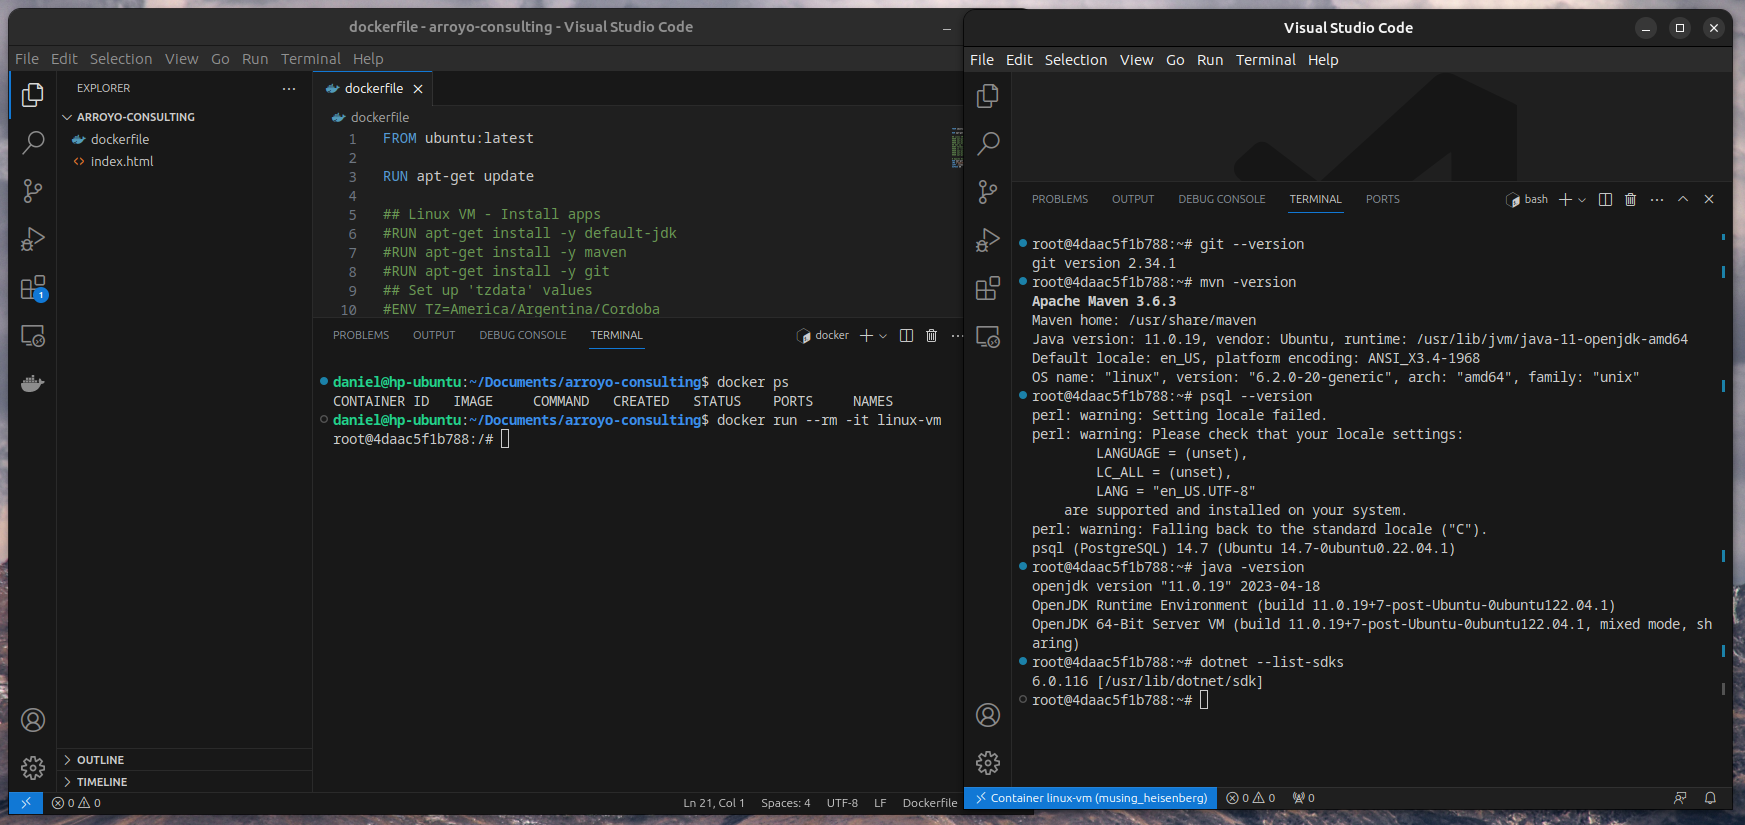 dockerfile - arroyo-consulting - Visual Studio Code
File Edit Selection View Go Run Terminal Help
EXPLORER
ARROYO-CONSULTING
dockerfile
index.html
1
OUTLINE
TIMELINE
dockerfile
dockerfile
1 FROM ubuntu:latest
2
3 RUN apt-get update
4
5 ## Linux VM - Install apps
6 #RUN apt-get install -y default-jdk
7 #RUN apt-get install -y maven
8 #RUN apt-get install -y git
9 ## Set up 'tzdata' values
10 #ENV TZ=America/Argentina/Cordoba
PROBLEMS OUTPUT DEBUG CONSOLE TERMINAL docker
daniel@hp-ubuntu:~/Documents/arroyo-consulting$ docker ps
CONTAINER ID IMAGE COMMAND CREATED STATUS PORTS NAMES
daniel@hp-ubuntu:~/Documents/arroyo-consulting$ docker run --rm -it linux-vm
root@4daac5f1b788:/#
0 0 Ln 21, Col 1 Spaces: 4 UTF-8 LF Dockerfile
Visual Studio Code
File Edit Selection View Go Run Terminal Help
PROBLEMS OUTPUT DEBUG CONSOLE TERMINAL PORTS bash
root@4daac5f1b788:~# git --version
git version 2.34.1
root@4daac5f1b788:~# mvn -version
Apache Maven 3.6.3
Maven home: /usr/share/maven
Java version: 11.0.19, vendor: Ubuntu, runtime: /usr/lib/jvm/java-11-openjdk-amd64
Default locale: en_US, platform encoding: ANSI_X3.4-1968
OS name: "linux", version: "6.2.0-20-generic", arch: "amd64", family: "unix"
root@4daac5f1b788:~# psql --version
perl: warning: Setting locale failed.
perl: warning: Please check that your locale settings:
LANGUAGE = (unset),
LC_ALL = (unset),
LANG = "en_US.UTF-8"
are supported and installed on your system.
perl: warning: Falling back to the standard locale ("C").
psql (PostgreSQL) 14.7 (Ubuntu 14.7-0ubuntu0.22.04.1)
root@4daac5f1b788:~# java -version
openjdk version "11.0.19" 2023-04-18
OpenJDK Runtime Environment (build 11.0.19+7-post-Ubuntu-0ubuntu122.04.1)
OpenJDK 64-Bit Server VM (build 11.0.19+7-post-Ubuntu-0ubuntu122.04.1, mixed mode, sh
aring)
root@4daac5f1b788:~# dotnet --list-sdks
6.0.116 [/usr/lib/dotnet/sdk]
root@4daac5f1b788:~#
Container linux-vm (musing_heisenberg) 0 0 0